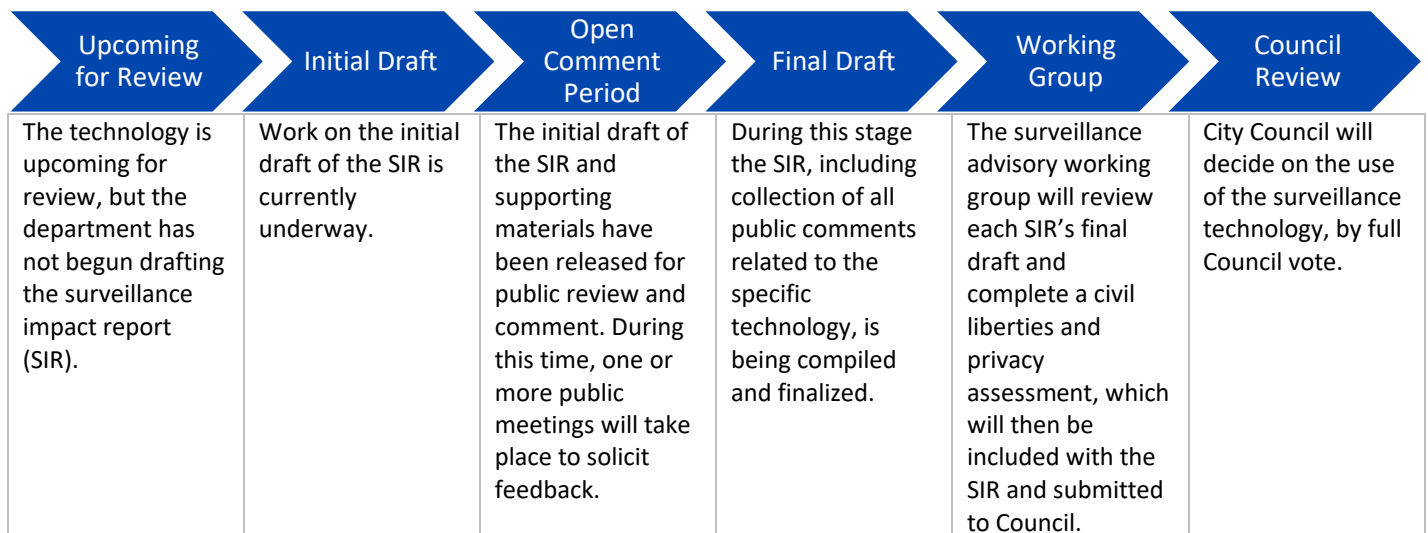 Upcoming
for Review
Initial Draft
Open
Comment
Period
Final Draft
Working
Group
Council
Review
The technology is
upcoming for
review, but the
department has
not begun drafting
the surveillance
impact report
(SIR).
Work on the initial
draft of the SIR is
currently
underway.
The initial draft of
the SIR and
supporting
materials have
been released for
public review and
comment. During
this time, one or
more public
meetings will take
place to solicit
feedback.
During this stage
the SIR, including
collection of all
public comments
related to the
specific
technology, is
being compiled
and finalized.
The surveillance
advisory working
group will review
each SIR’s final
draft and
complete a civil
liberties and
privacy
assessment, which
will then be
included with the
SIR and submitted
to Council.
City Council will
decide on the use
of the surveillance
technology, by full
Council vote.